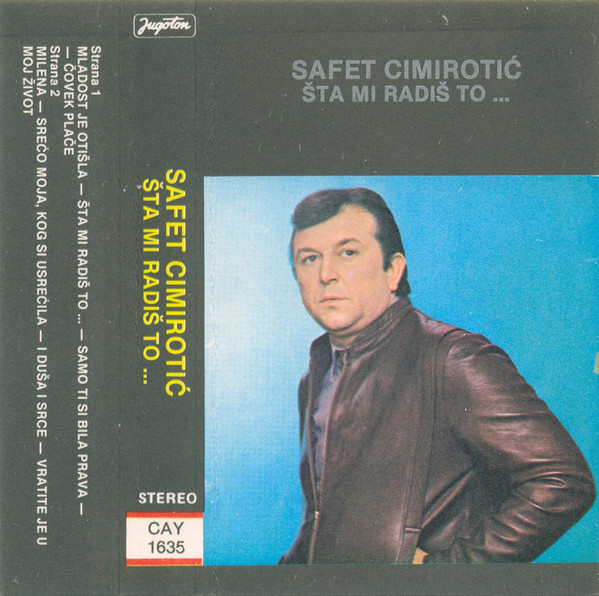 Strana 1
MLADOST JE OTIŠLA — ŠTA MI RADIŠ TO ... — SAMO TI SI BILA PRAVA —
— ČOVEK PLAČE
Strana 2
MILENA — SREĆO MOJA, KOG SI USREĆILA — I DUŠA I SRCE — VRATITE JE U
MOJ ŽIVOT
Jugoton
SAFET CIMIROTIĆ
ŠTA MI RADIŠ TO ...
STEREO
CAY
1635
SAFET CIMIROTIĆ
ŠTA MI RADIŠ TO ...